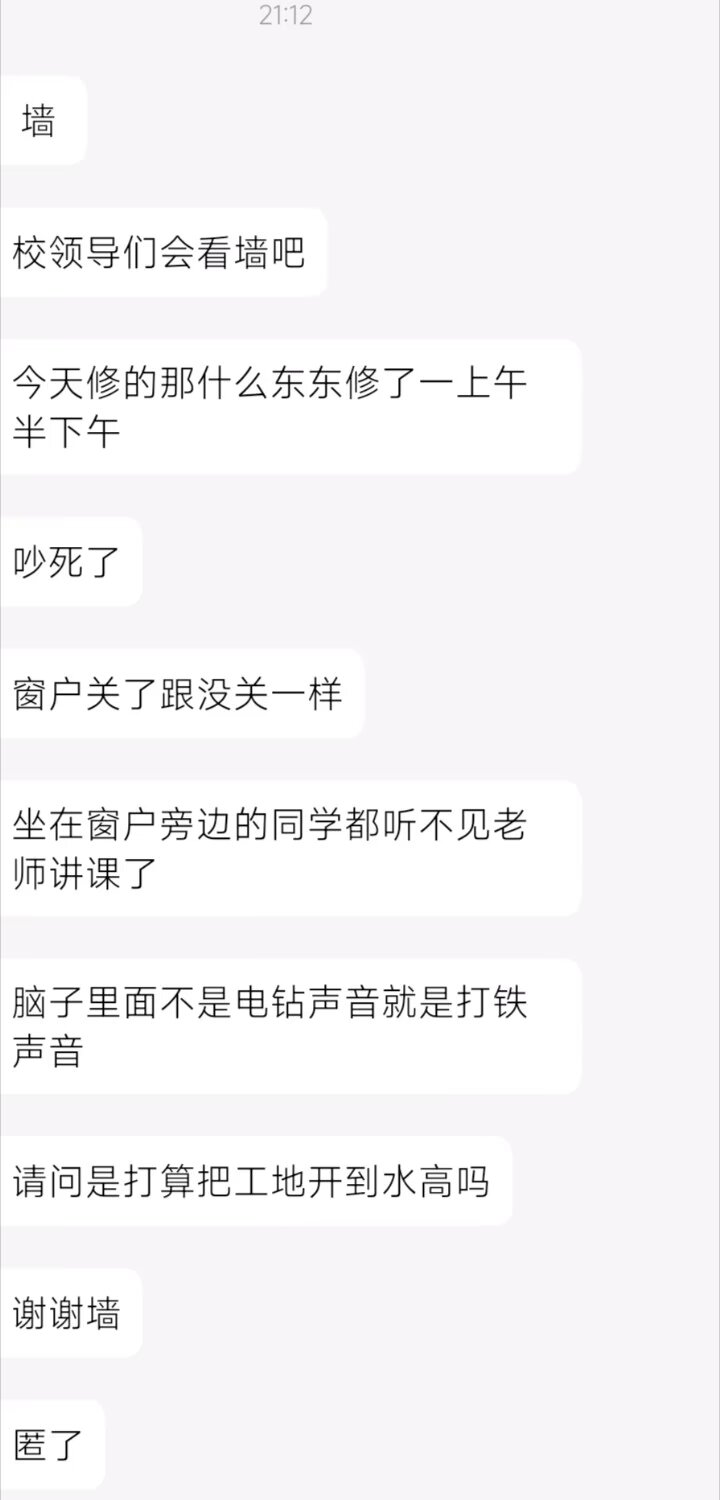 21:12
墙
校领导们会看墙吧
今天修的那什么东东修了一上午
半下午
吵死了
窗户关了跟没关一样
坐在窗户旁边的同学都听不见老
师讲课了
脑子里面不是电钻声音就是打铁
声音
请问是打算把工地开到水高吗
谢谢墙
匿了